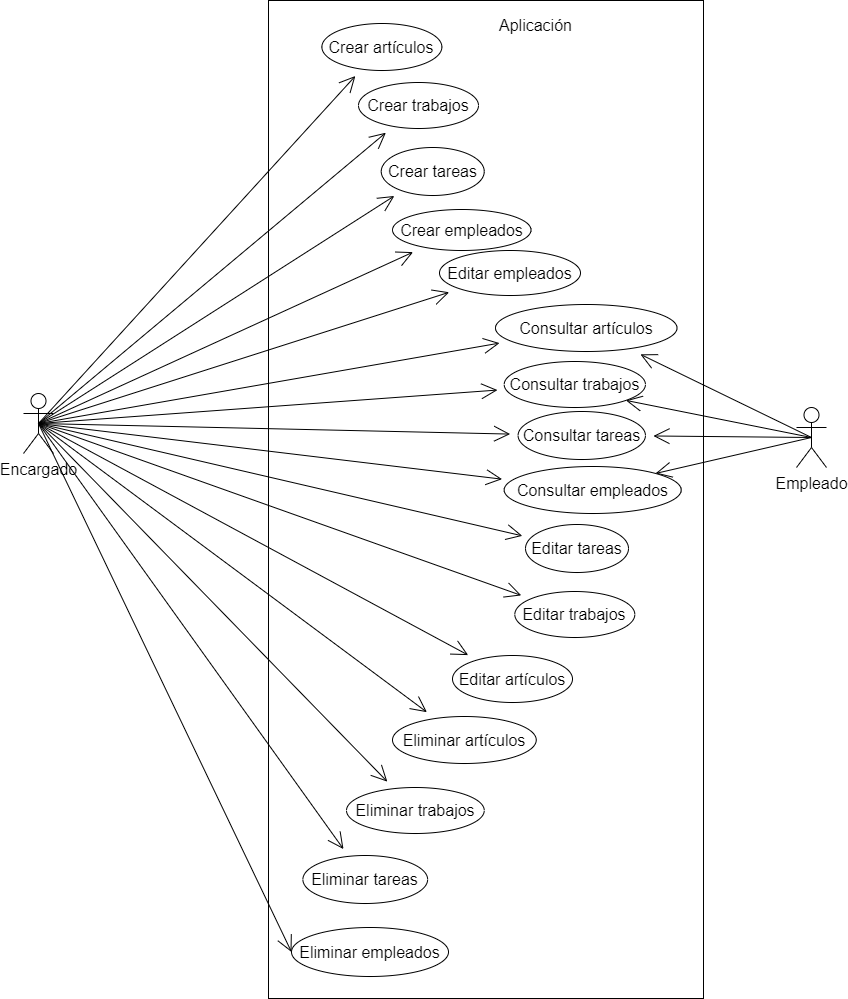 Aplicación
Crear artículos
Crear trabajos
Crear tareas
Crear empleados
Editar empleados
Consultar artículos
Consultar trabajos
Consultar tareas
Encargado
Empleado
Consultar empleados
Editar tareas
Editar trabajos
Editar artículos
Eliminar artículos
Eliminar trabajos
Eliminar tareas
Eliminar empleados